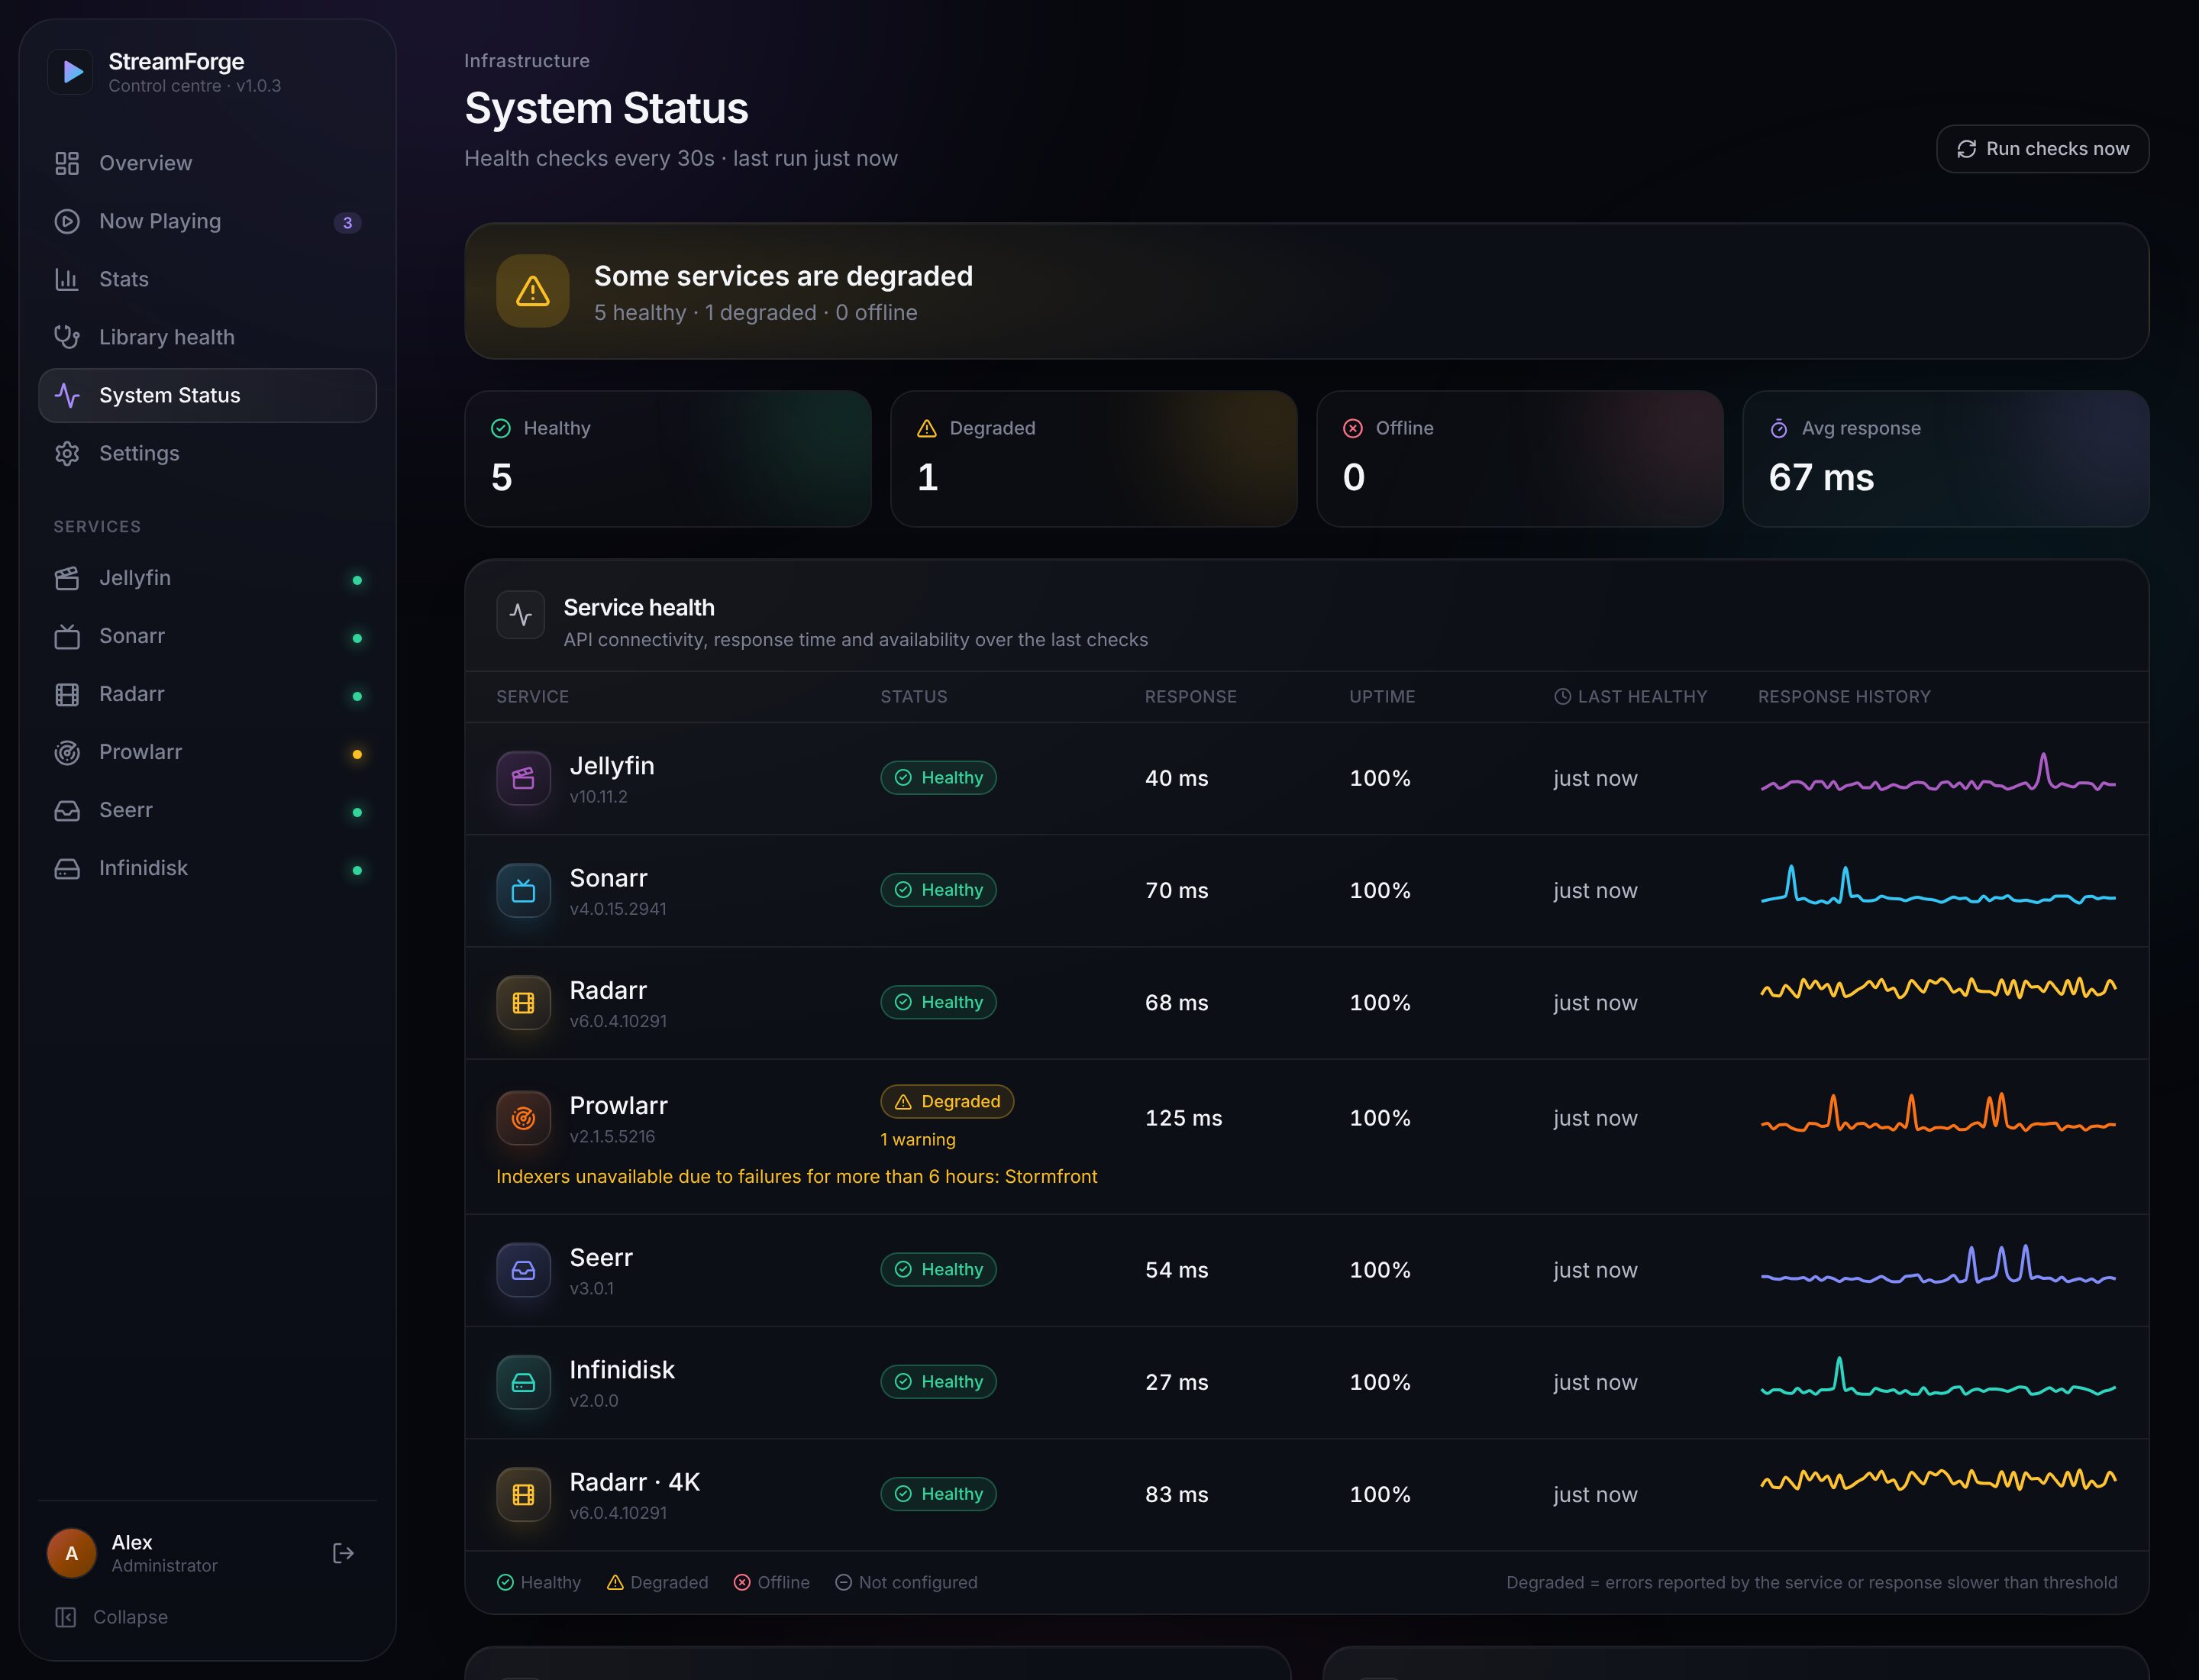 StreamForge
Control centre · v1.0.3
Overview
Now Playing 3
Stats
Library health
System Status
Settings
SERVICES
Jellyfin
Sonarr
Radarr
Prowlarr
Seerr
Infinidisk
A
Alex
Administrator
Collapse
Infrastructure
System Status
Health checks every 30s · last run just now
Run checks now
Some services are degraded
5 healthy · 1 degraded · 0 offline
Healthy
5
Degraded
1
Offline
0
Avg response
67 ms
Service health
API connectivity, response time and availability over the last checks
SERVICE STATUS RESPONSE UPTIME LAST HEALTHY RESPONSE HISTORY
Jellyfin
v10.11.2
Healthy 40 ms 100% just now
Sonarr
v4.0.15.2941
Healthy 70 ms 100% just now
Radarr
v6.0.4.10291
Healthy 68 ms 100% just now
Prowlarr
v2.1.5.5216
Degraded
1 warning
125 ms 100% just now
Indexers unavailable due to failures for more than 6 hours: Stormfront
Seerr
v3.0.1
Healthy 54 ms 100% just now
Infinidisk
v2.0.0
Healthy 27 ms 100% just now
Radarr · 4K
v6.0.4.10291
Healthy 83 ms 100% just now
Healthy Degraded Offline Not configured
Degraded = errors reported by the service or response slower than threshold